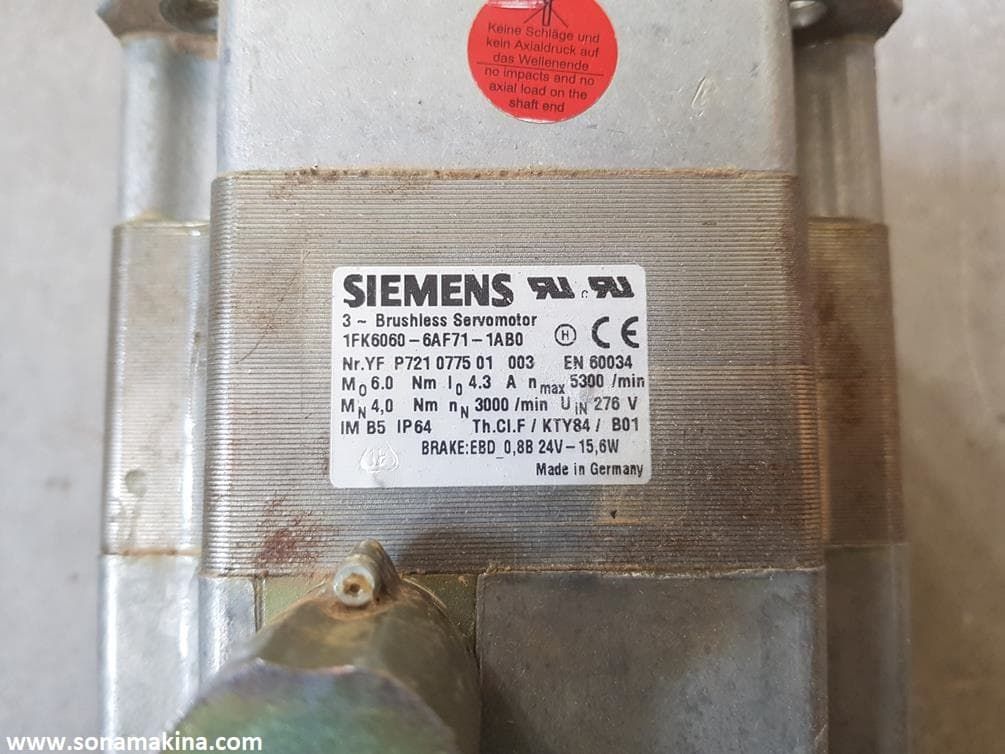 Keine Schläge und
kein Axialdruck auf
das Wellenende
no impacts and no
axial load on the
shaft end
SIEMENS
3 ~ Brushless Servomotor
1FK6060-6AF71-1AB0 H CE
Nr.YF P721 0775 01 003 EN 60034
M0 6.0 Nm I0 4.3 A nmax 5300 /min
MN 4,0 Nm nN 3000 /min UIN 276 V
IM B5 IP64 Th.Cl.F / KTY84 / B01
BRAKE:EBD_0,8B 24V-15,6W
Made in Germany
www.sonamakina.com